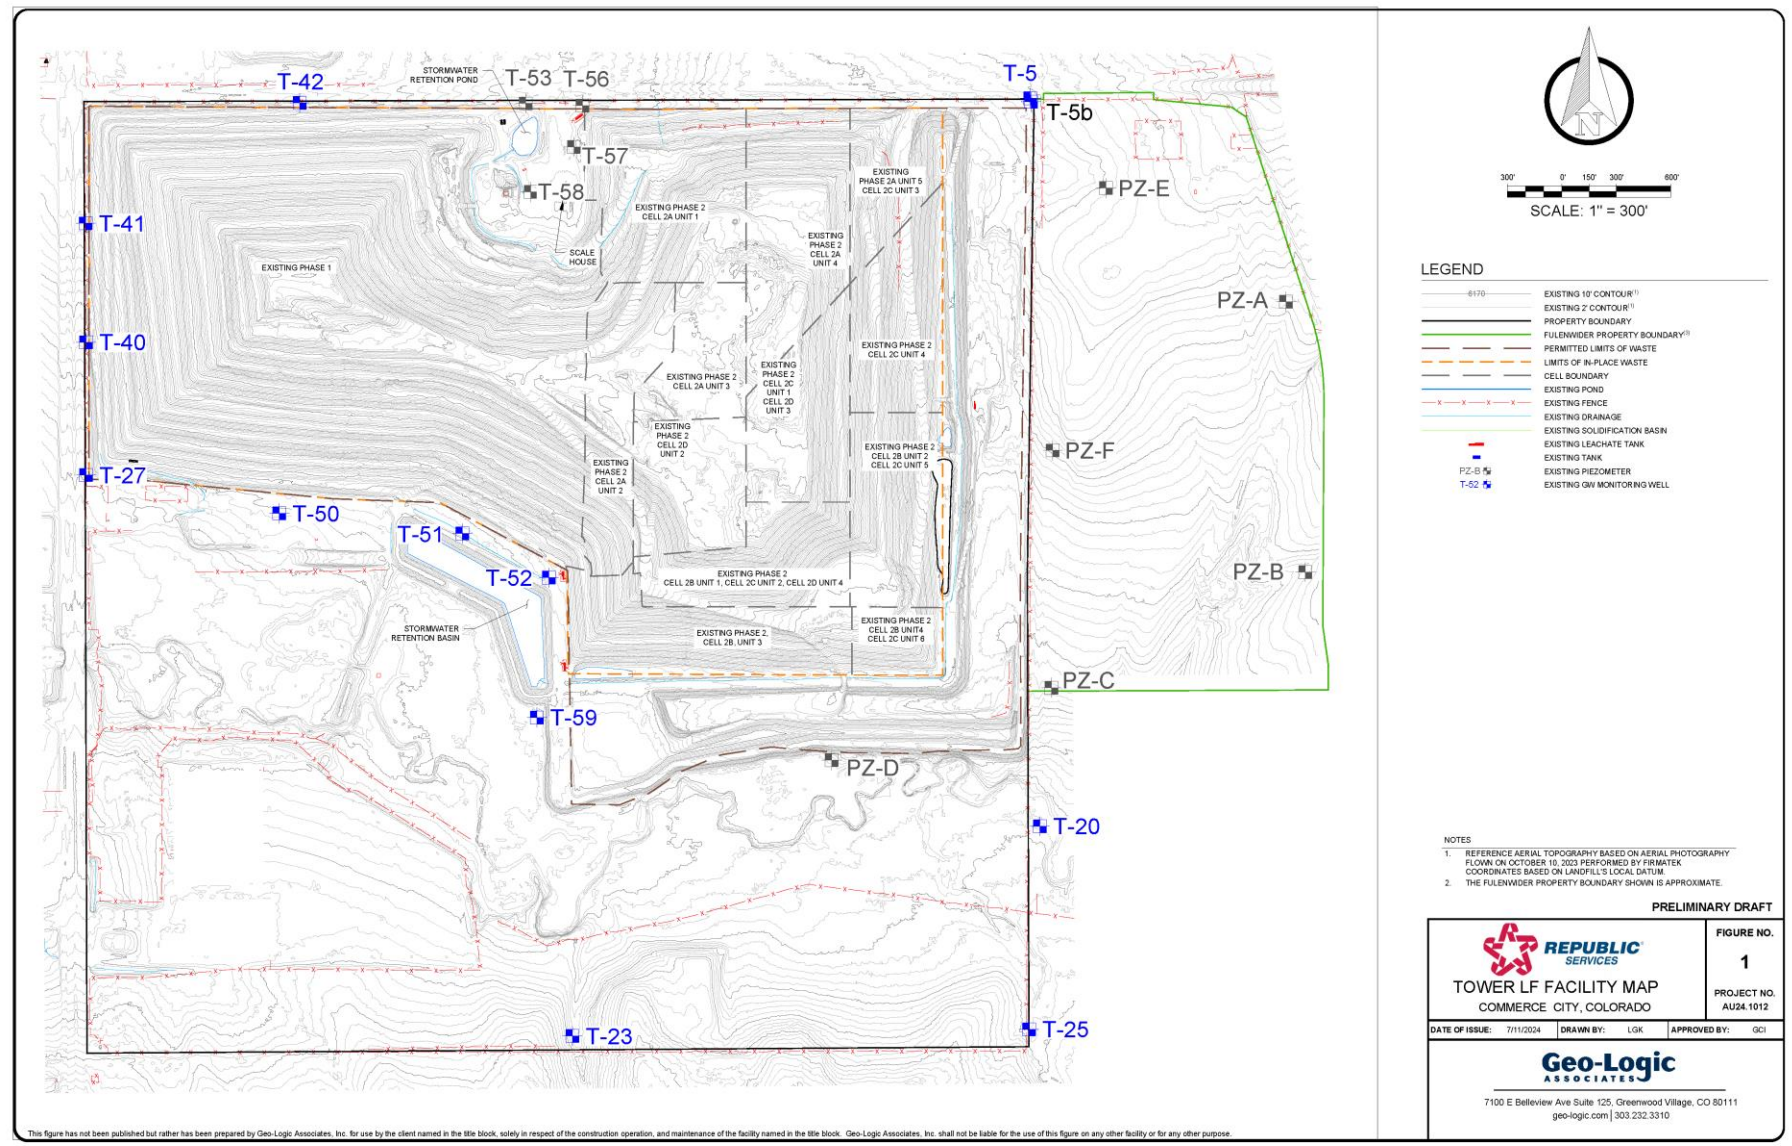 T-42
STORMWATER
RETENTION POND
T-53
T-56
T-5
T-5b
T-57
T-58
PZ-E
T-41
EXISTING PHASE 2
CELL 2A UNIT 1
EXISTING
PHASE 2A UNIT 5
CELL 2C UNIT 3
EXISTING
PHASE 2
CELL 2A
UNIT 4
SCALE
HOUSE
EXISTING PHASE 1
PZ-A
T-40
EXISTING PHASE 2
CELL 2C UNIT 4
EXISTING PHASE 2
CELL 2A UNIT 3
EXISTING
PHASE 2
CELL 2C
UNIT 1
CELL 2D
UNIT 3
EXISTING
PHASE 2
CELL 2D
UNIT 2
EXISTING PHASE 2
CELL 2B UNIT 2
CELL 2C UNIT 5
PZ-F
T-27
EXISTING
PHASE 2
CELL 2A
UNIT 2
T-50
T-51
T-52
EXISTING PHASE 2
CELL 2B UNIT 1, CELL 2C UNIT 2, CELL 2D UNIT 4
PZ-B
STORMWATER
RETENTION BASIN
EXISTING PHASE 2,
CELL 2B, UNIT 3
EXISTING PHASE 2
CELL 2B UNIT4
CELL 2C UNIT 6
PZ-C
T-59
PZ-D
T-20
T-23
T-25
N
300' 0' 150' 300' 600'
SCALE: 1" = 300'
LEGEND
6170 EXISTING 10' CONTOUR(1)
EXISTING 2' CONTOUR(1)
PROPERTY BOUNDARY
FULENWIDER PROPERTY BOUNDARY(2)
PERMITTED LIMITS OF WASTE
LIMITS OF IN-PLACE WASTE
CELL BOUNDARY
EXISTING POND
EXISTING FENCE
EXISTING DRAINAGE
EXISTING SOLIDIFICATION BASIN
EXISTING LEACHATE TANK
EXISTING TANK
PZ-B EXISTING PIEZOMETER
T-52 EXISTING GW MONITORING WELL
NOTES
1. REFERENCE AERIAL TOPOGRAPHY BASED ON AERIAL PHOTOGRAPHY
FLOWN ON OCTOBER 10, 2023 PERFORMED BY FIRMATEK
COORDINATES BASED ON LANDFILL'S LOCAL DATUM.
2. THE FULENWIDER PROPERTY BOUNDARY SHOWN IS APPROXIMATE.
PRELIMINARY DRAFT
REPUBLIC
SERVICES
TOWER LF FACILITY MAP
COMMERCE CITY, COLORADO
FIGURE NO.
1
PROJECT NO.
AU24.1012
DATE OF ISSUE: 7/11/2024 DRAWN BY: LGK APPROVED BY: GCI
Geo-Logic
ASSOCIATES
7100 E Belleview Ave Suite 125, Greenwood Village, CO 80111
geo-logic.com | 303.232.3310
This figure has not been published but rather has been prepared by Geo-Logic Associates, Inc. for use by the client named in the title block, solely in respect of the construction operation, and maintenance of the facility named in the title block. Geo-Logic Associates, Inc. shall not be liable for the use of this figure on any other facility or for any other purpose.